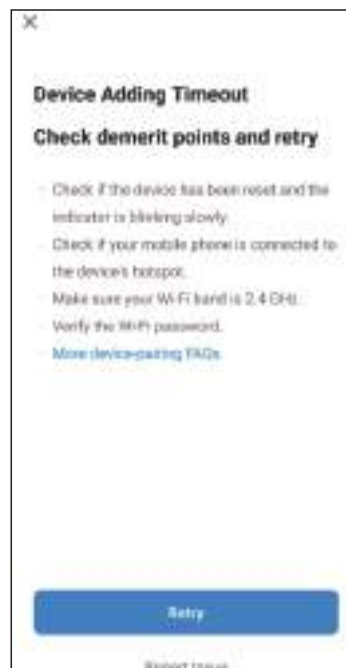 Device Adding Timeout
Check demerit points and retry
Check if the device has been reset and the
indicator is blinking slowly.
Check if your mobile phone is connected to
the device's hotspot.
Make sure your Wi-Fi band is 2.4 GHz.
Verify the Wi-Fi password.
More device-pairing FAQs
Retry
Report Issue